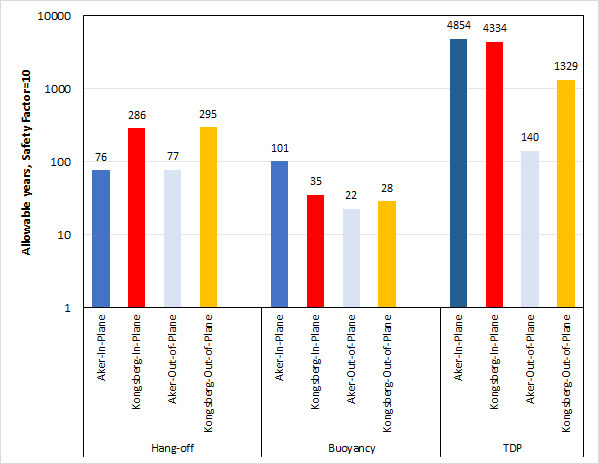 Allowable years, Safety Factor=10
10000
1000
100
10
1
76
286
77
295
101
35
22
28
4854
4334
140
1329
Aker-In-Plane
Kongsberg-In-Plane
Aker-Out-of-Plane
Kongsberg-Out-of-Plane
Aker-In-Plane
Kongsberg-In-Plane
Aker-Out-of-Plane
Kongsberg-Out-of-Plane
Aker-In-Plane
Kongsberg-In-Plane
Aker-Out-of-Plane
Kongsberg-Out-of-Plane
Hang-off
Buoyancy
TDP